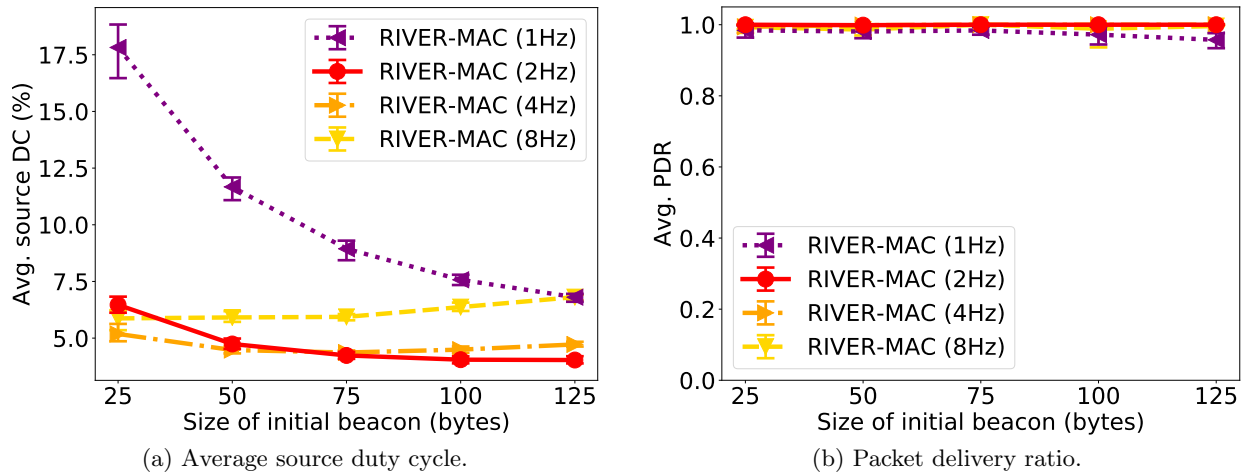 17.5
15.0
12.5
10.0
7.5
5.0
Avg. source DC (%)
RIVER-MAC (1Hz)
RIVER-MAC (2Hz)
RIVER-MAC (4Hz)
RIVER-MAC (8Hz)
25 50 75 100 125
Size of initial beacon (bytes)
(a) Average source duty cycle.
1.0
0.8
0.6
0.4
0.2
0.0
Avg. PDR
RIVER-MAC (1Hz)
RIVER-MAC (2Hz)
RIVER-MAC (4Hz)
RIVER-MAC (8Hz)
25 50 75 100 125
Size of initial beacon (bytes)
(b) Packet delivery ratio.